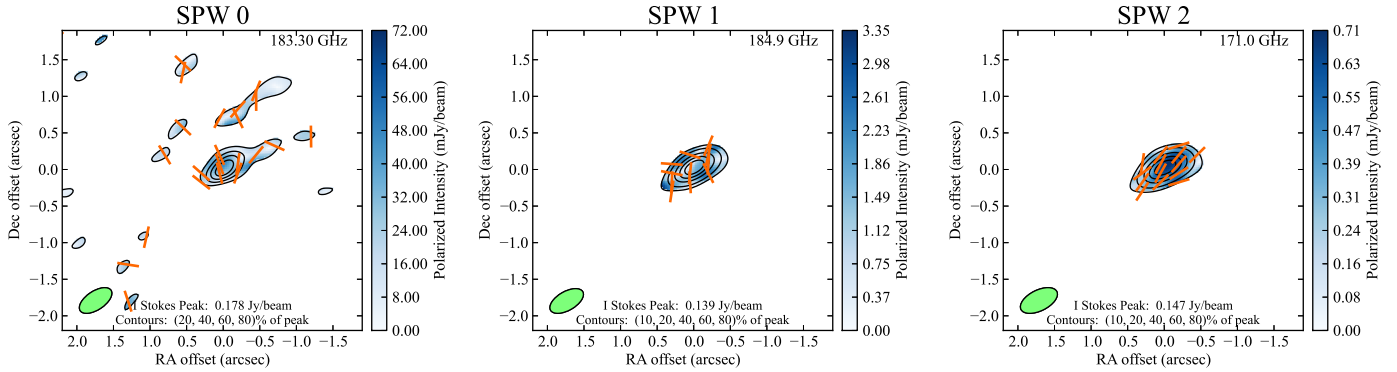 SPW 0
183.30 GHz
1.5
1.0
0.5
0.0
−0.5
−1.0
−1.5
−2.0
Dec offset (arcsec)
I Stokes Peak: 0.178 Jy/beam
Contours: (20, 40, 60, 80)% of peak
2.0 1.5 1.0 0.5 0.0 −0.5 −1.0 −1.5
RA offset (arcsec)
72.00
64.00
56.00
48.00
40.00
32.00
24.00
16.00
8.00
0.00
Polarized Intensity (mJy/beam)
SPW 1
184.9 GHz
1.5
1.0
0.5
0.0
−0.5
−1.0
−1.5
−2.0
Dec offset (arcsec)
I Stokes Peak: 0.139 Jy/beam
Contours: (10, 20, 40, 60, 80)% of peak
2.0 1.5 1.0 0.5 0.0 −0.5 −1.0 −1.5
RA offset (arcsec)
3.35
2.98
2.61
2.23
1.86
1.49
1.12
0.75
0.37
0.00
Polarized Intensity (mJy/beam)
SPW 2
171.0 GHz
1.5
1.0
0.5
0.0
−0.5
−1.0
−1.5
−2.0
Dec offset (arcsec)
I Stokes Peak: 0.147 Jy/beam
Contours: (10, 20, 40, 60, 80)% of peak
2.0 1.5 1.0 0.5 0.0 −0.5 −1.0 −1.5
RA offset (arcsec)
0.71
0.63
0.55
0.47
0.39
0.31
0.24
0.16
0.08
0.00
Polarized Intensity (mJy/beam)